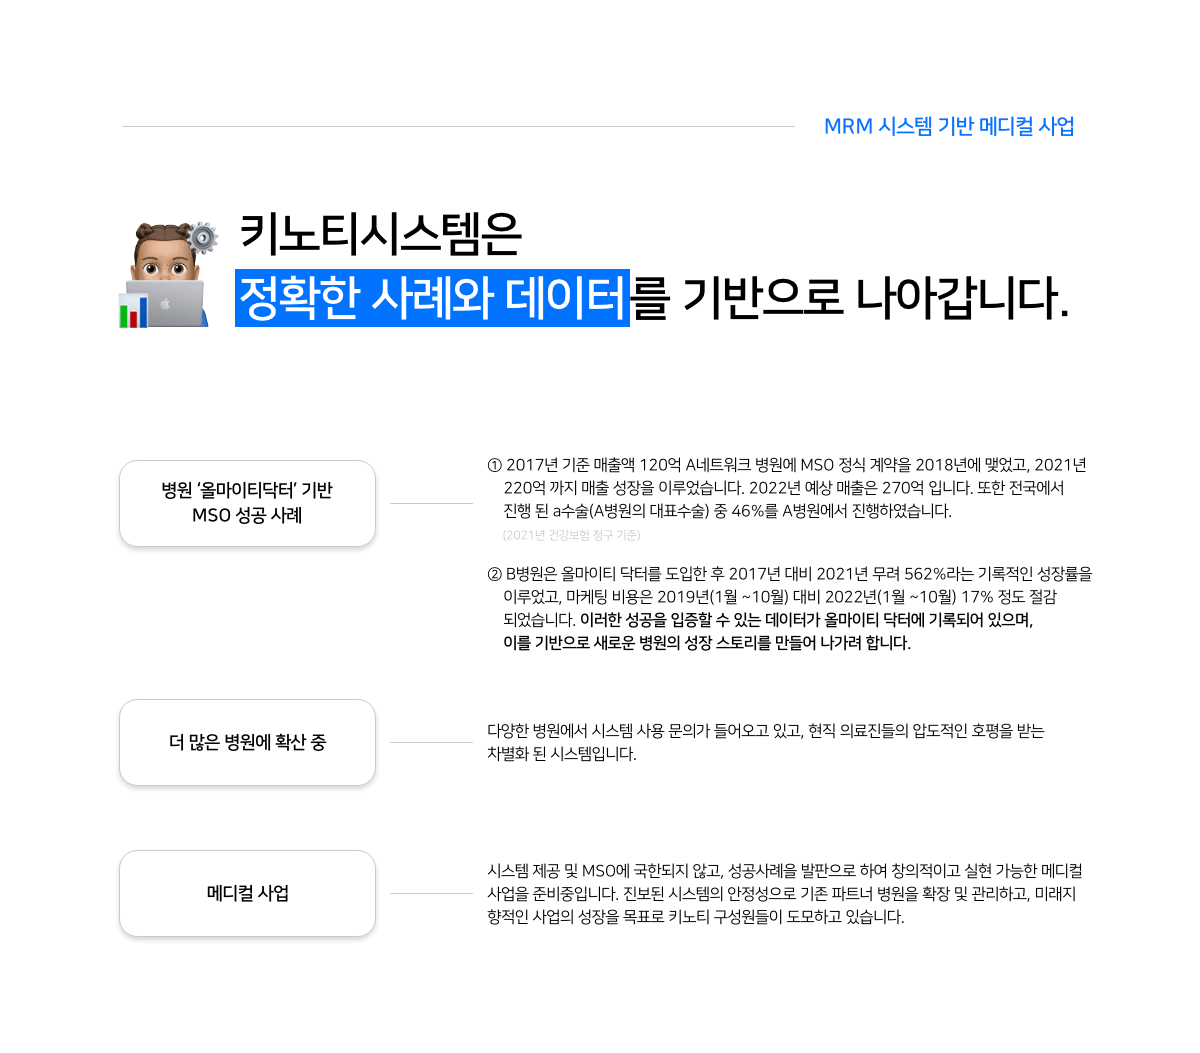 MRM 시스템 기반 메디컬 사업
키노티시스템은
정확한 사례와 데이터를 기반으로 나아갑니다.
병원 ‘올마이티닥터’ 기반
MSO 성공 사례
① 2017년 기준 매출액 120억 A네트워크 병원에 MSO 정식 계약을 2018년에 맺었고, 2021년
220억 까지 매출 성장을 이루었습니다. 2022년 예상 매출은 270억 입니다. 또한 전국에서
진행 된 a수술(A병원의 대표수술) 중 46%를 A병원에서 진행하였습니다.
(2021년 건강보험 청구 기준)
② B병원은 올마이티 닥터를 도입한 후 2017년 대비 2021년 무려 562%라는 기록적인 성장률을
이루었고, 마케팅 비용은 2019년(1월 ~10월) 대비 2022년(1월 ~10월) 17% 정도 절감
되었습니다. 이러한 성공을 입증할 수 있는 데이터가 올마이티 닥터에 기록되어 있으며,
이를 기반으로 새로운 병원의 성장 스토리를 만들어 나가려 합니다.
더 많은 병원에 확산 중
다양한 병원에서 시스템 사용 문의가 들어오고 있고, 현직 의료진들의 압도적인 호평을 받는
차별화 된 시스템입니다.
메디컬 사업
시스템 제공 및 MSO에 국한되지 않고, 성공사례을 발판으로 하여 창의적이고 실현 가능한 메디컬
사업을 준비중입니다. 진보된 시스템의 안정성으로 기존 파트너 병원을 확장 및 관리하고, 미래지
향적인 사업의 성장을 목표로 키노티 구성원들이 도모하고 있습니다.